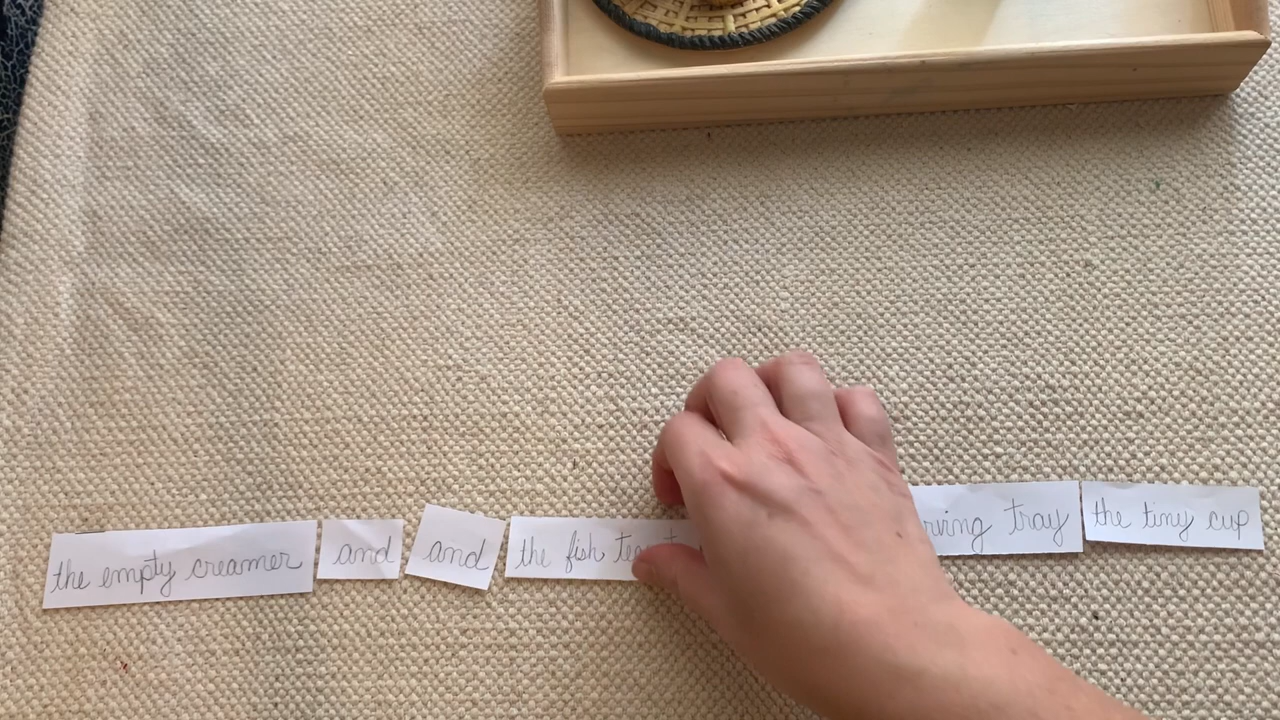 the empty creamer and and the fish tray the tiny cup